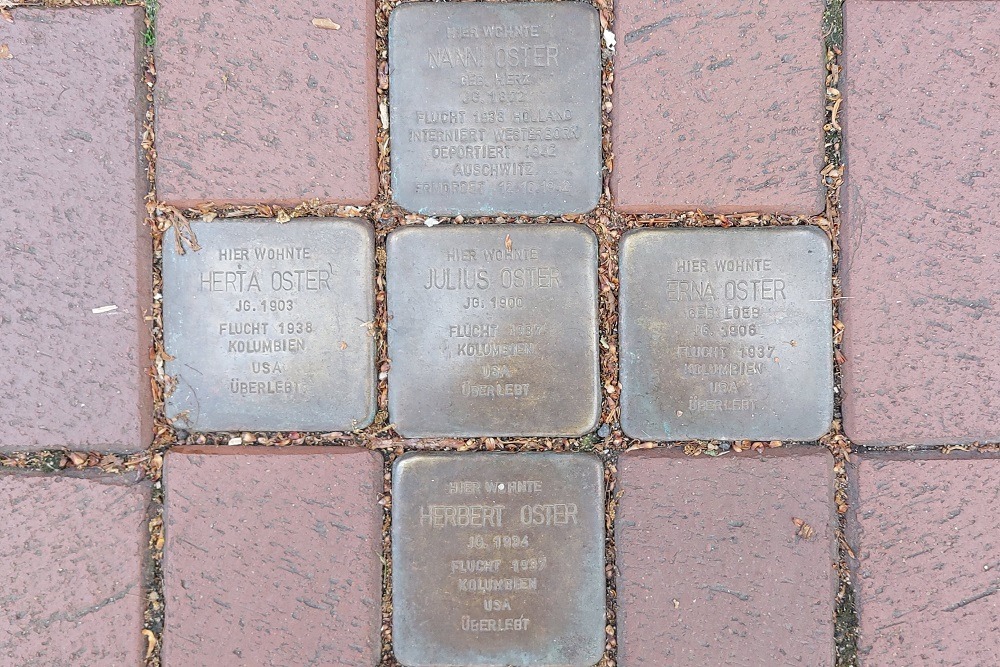 HIER WOHNTE
NANNI OSTER
GEB. HERZ
JG.
FLUCHT HOLLAND
INTERNIERT WESTERBORK
DEPORTIERT 1942
AUSCHWITZ
ERMORDET
HIER WOHNTE
HERTA OSTER
JG. 1903
FLUCHT 1938
KOLUMBIEN
USA
ÜBERLEBT
HIER WOHNTE
JULIUS OSTER
JG. 1900
FLUCHT 1937
KOLUMBIEN
USA
ÜBERLEBT
HIER WOHNTE
ERNA OSTER
GEB. LOEB
JG. 1906
FLUCHT 1937
KOLUMBIEN
USA
ÜBERLEBT
HIER WOHNTE
HERBERT OSTER
JG. 1934
FLUCHT 1937
KOLUMBIEN
USA
ÜBERLEBT